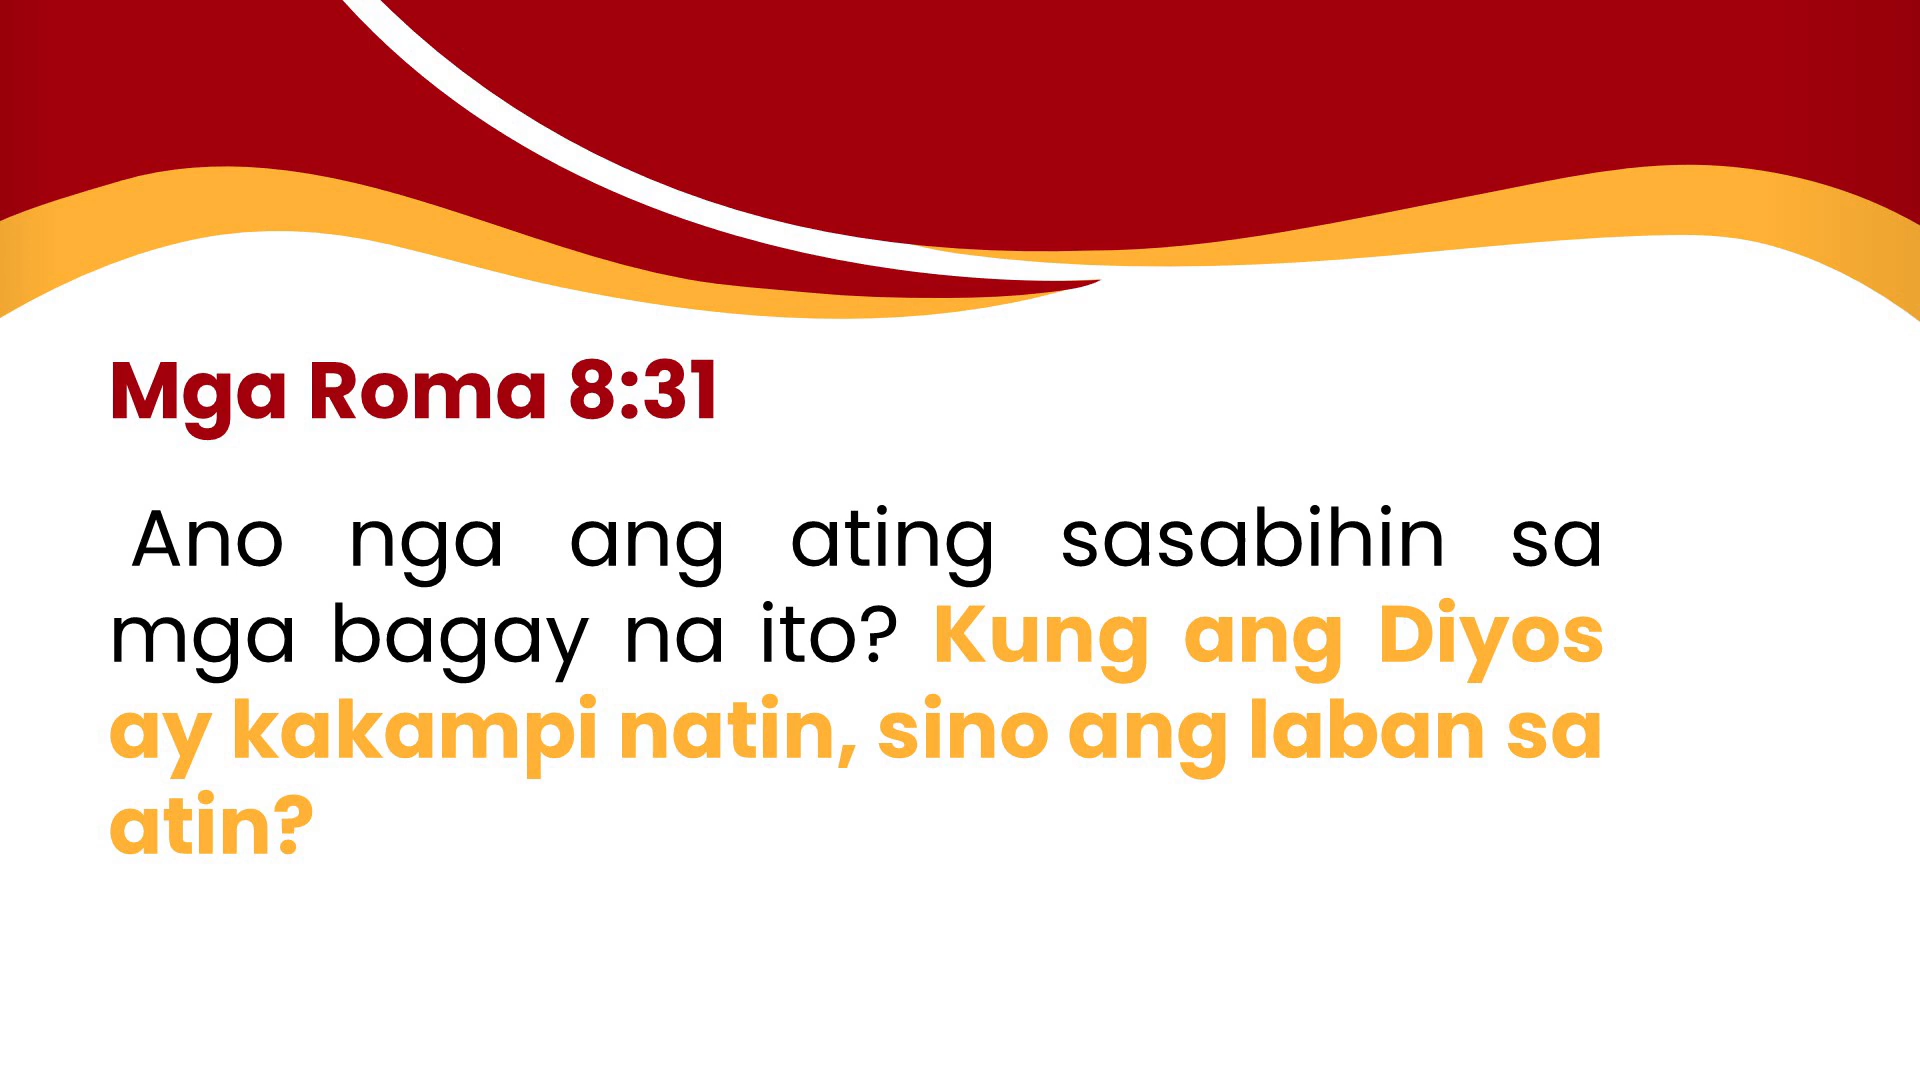 Mga Roma 8:31
Ano nga ang ating sasabihin sa
mga bagay na ito? Kung ang Diyos
ay kakampi natin, sino ang laban sa
atin?